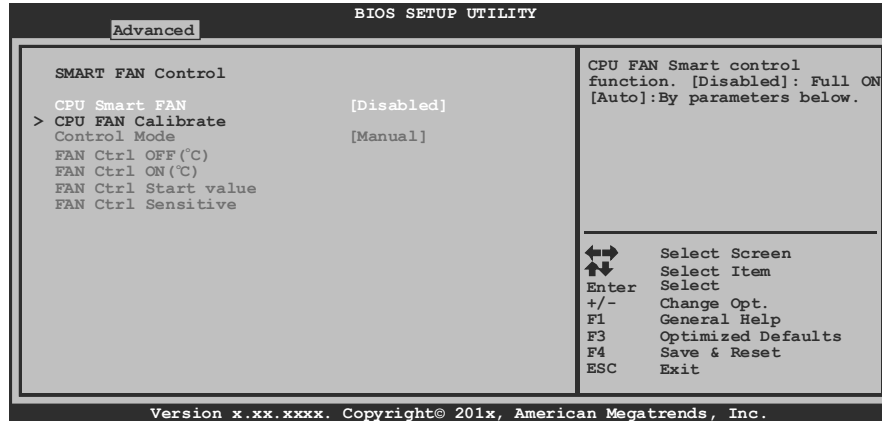 BIOS SETUP UTILITY
Advanced
SMART FAN Control
CPU Smart FAN [Disabled]
> CPU FAN Calibrate
Control Mode [Manual]
FAN Ctrl OFF(°C)
FAN Ctrl ON(°C)
FAN Ctrl Start value
FAN Ctrl Sensitive
CPU FAN Smart control
function. [Disabled]: Full ON
[Auto]:By parameters below.
Select Screen
Select Item
Enter Select
+/- Change Opt.
F1 General Help
F3 Optimized Defaults
F4 Save & Reset
ESC Exit
Version x.xx.xxxx. Copyright© 201x, American Megatrends, Inc.